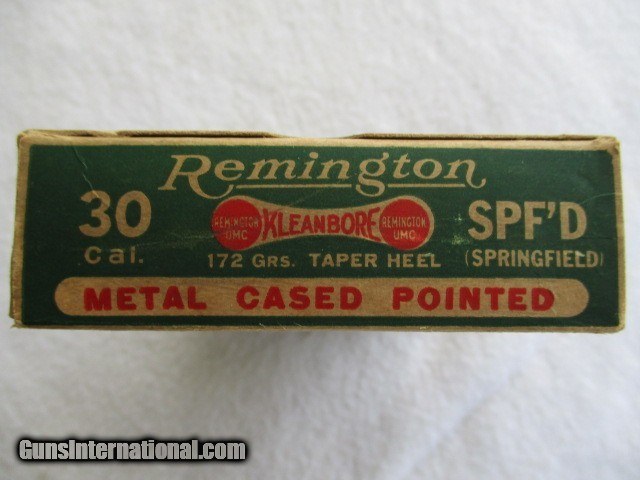 Remington
30
Cal.
REMINGTON
UMC
KLEANBORE
REMINGTON
UMC
SPF'D
(SPRINGFIELD)
172 GRS. TAPER HEEL
METAL CASED POINTED
GunsInternational.com